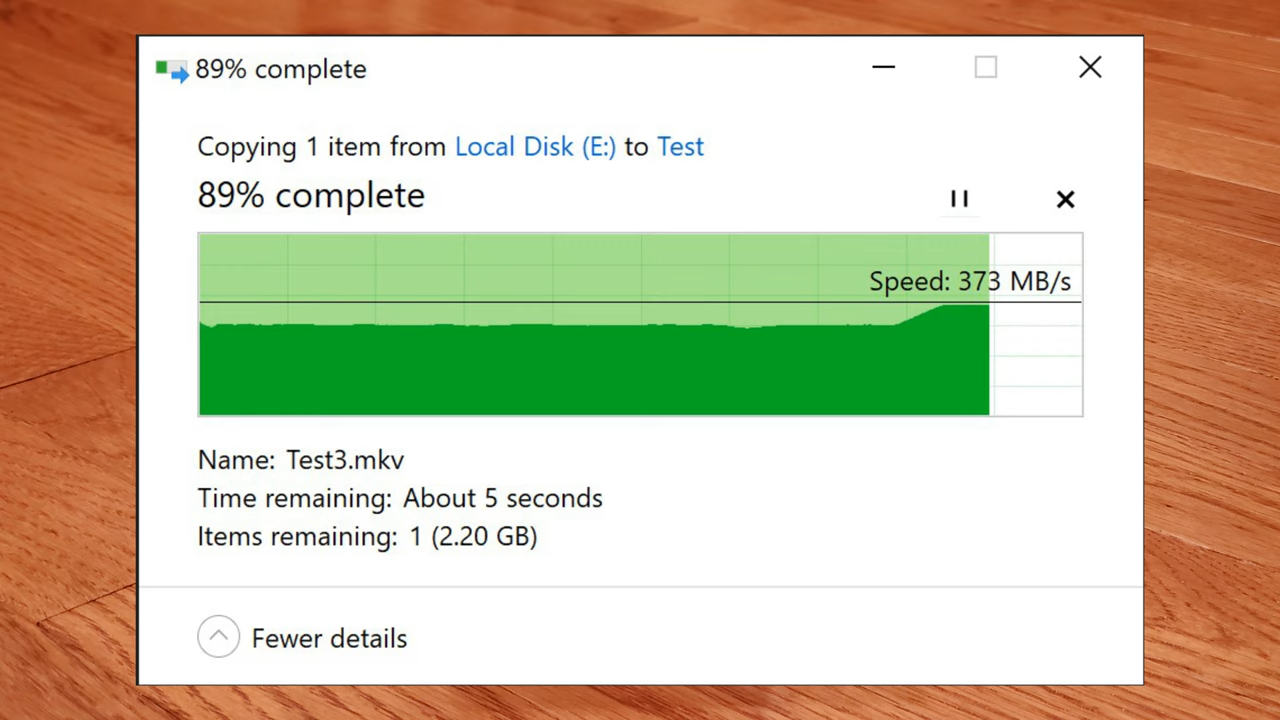 89% complete
Copying 1 item from Local Disk (E:) to Test
89% complete
Speed: 373 MB/s
Name: Test3.mkv
Time remaining: About 5 seconds
Items remaining: 1 (2.20 GB)
Fewer details